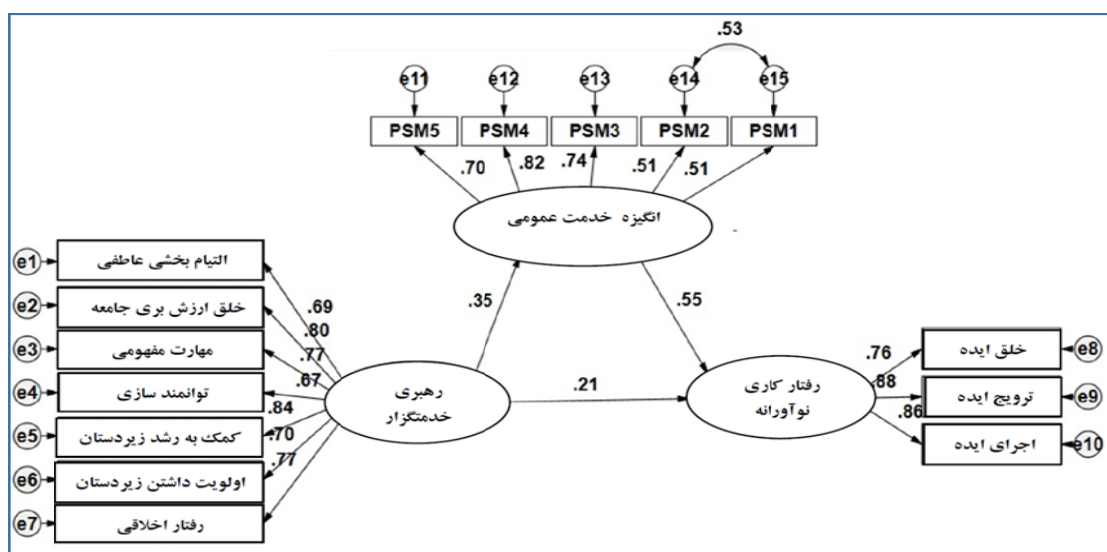 .53
e11 e12 e13 e14 e15
PSM5 PSM4 PSM3 PSM2 PSM1
.70 .82 .74 .51 .51
انگیزه خدمت عمومی
e1 التیام بخشی عاطفی
e2 خلق ارزش بری جامعه
e3 مهارت مفهومی
e4 توانمند سازی
e5 کمک به رشد زیردستان
e6 اولویت داشتن زیردستان
e7 رفتار اخلاقی
.69
.80
.77
.67
.84
.70
.77
رهبری
خدمتگزار
.35
.55
.21
رفتار کاری
نوآورانه
.76
.88
.86
خلق ایده e8
ترویج ایده e9
اجرای ایده e10